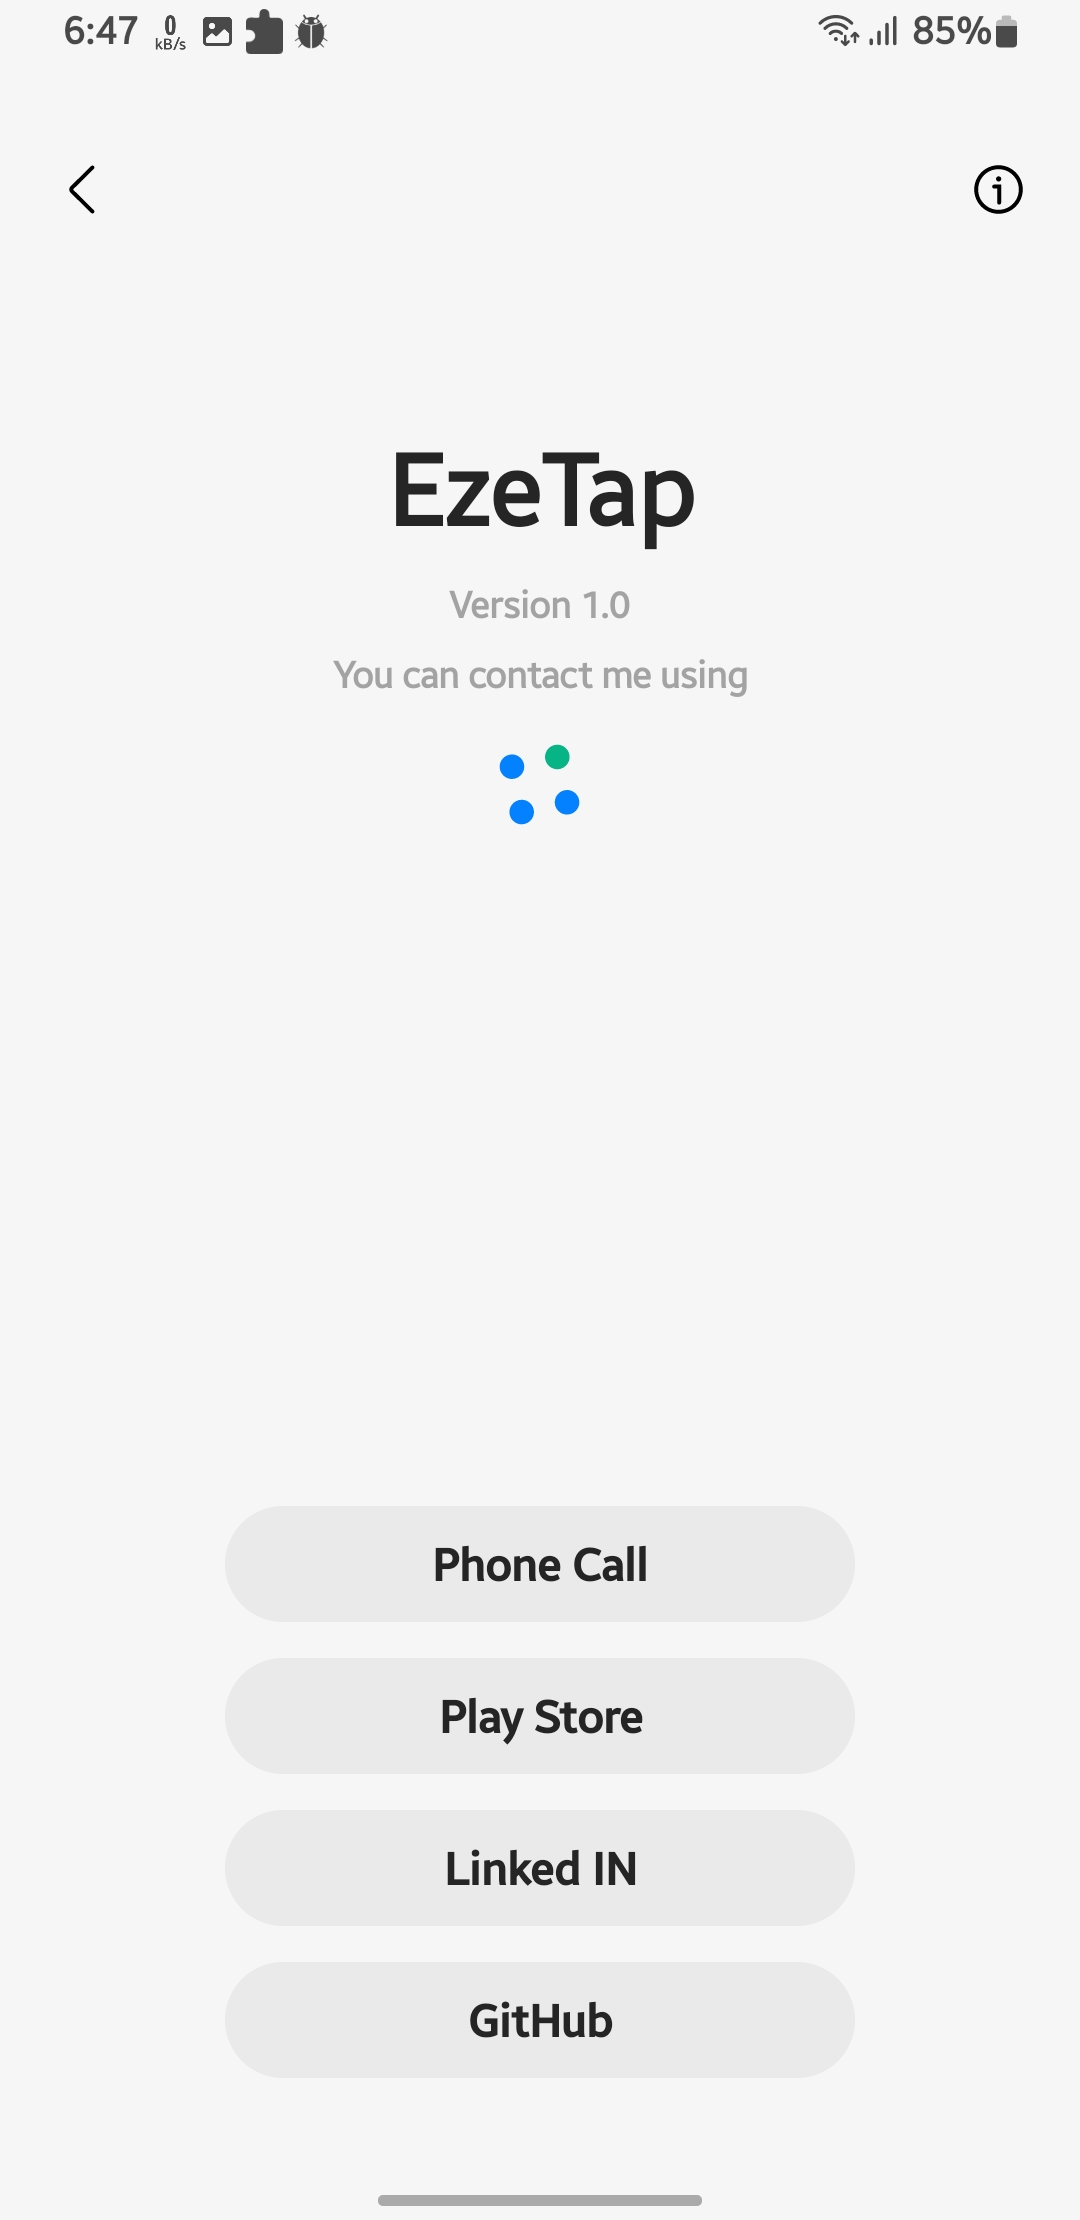 6:47 0 kB/s 85%
EzeTap
Version 1.0
You can contact me using
Phone Call
Play Store
Linked IN
GitHub